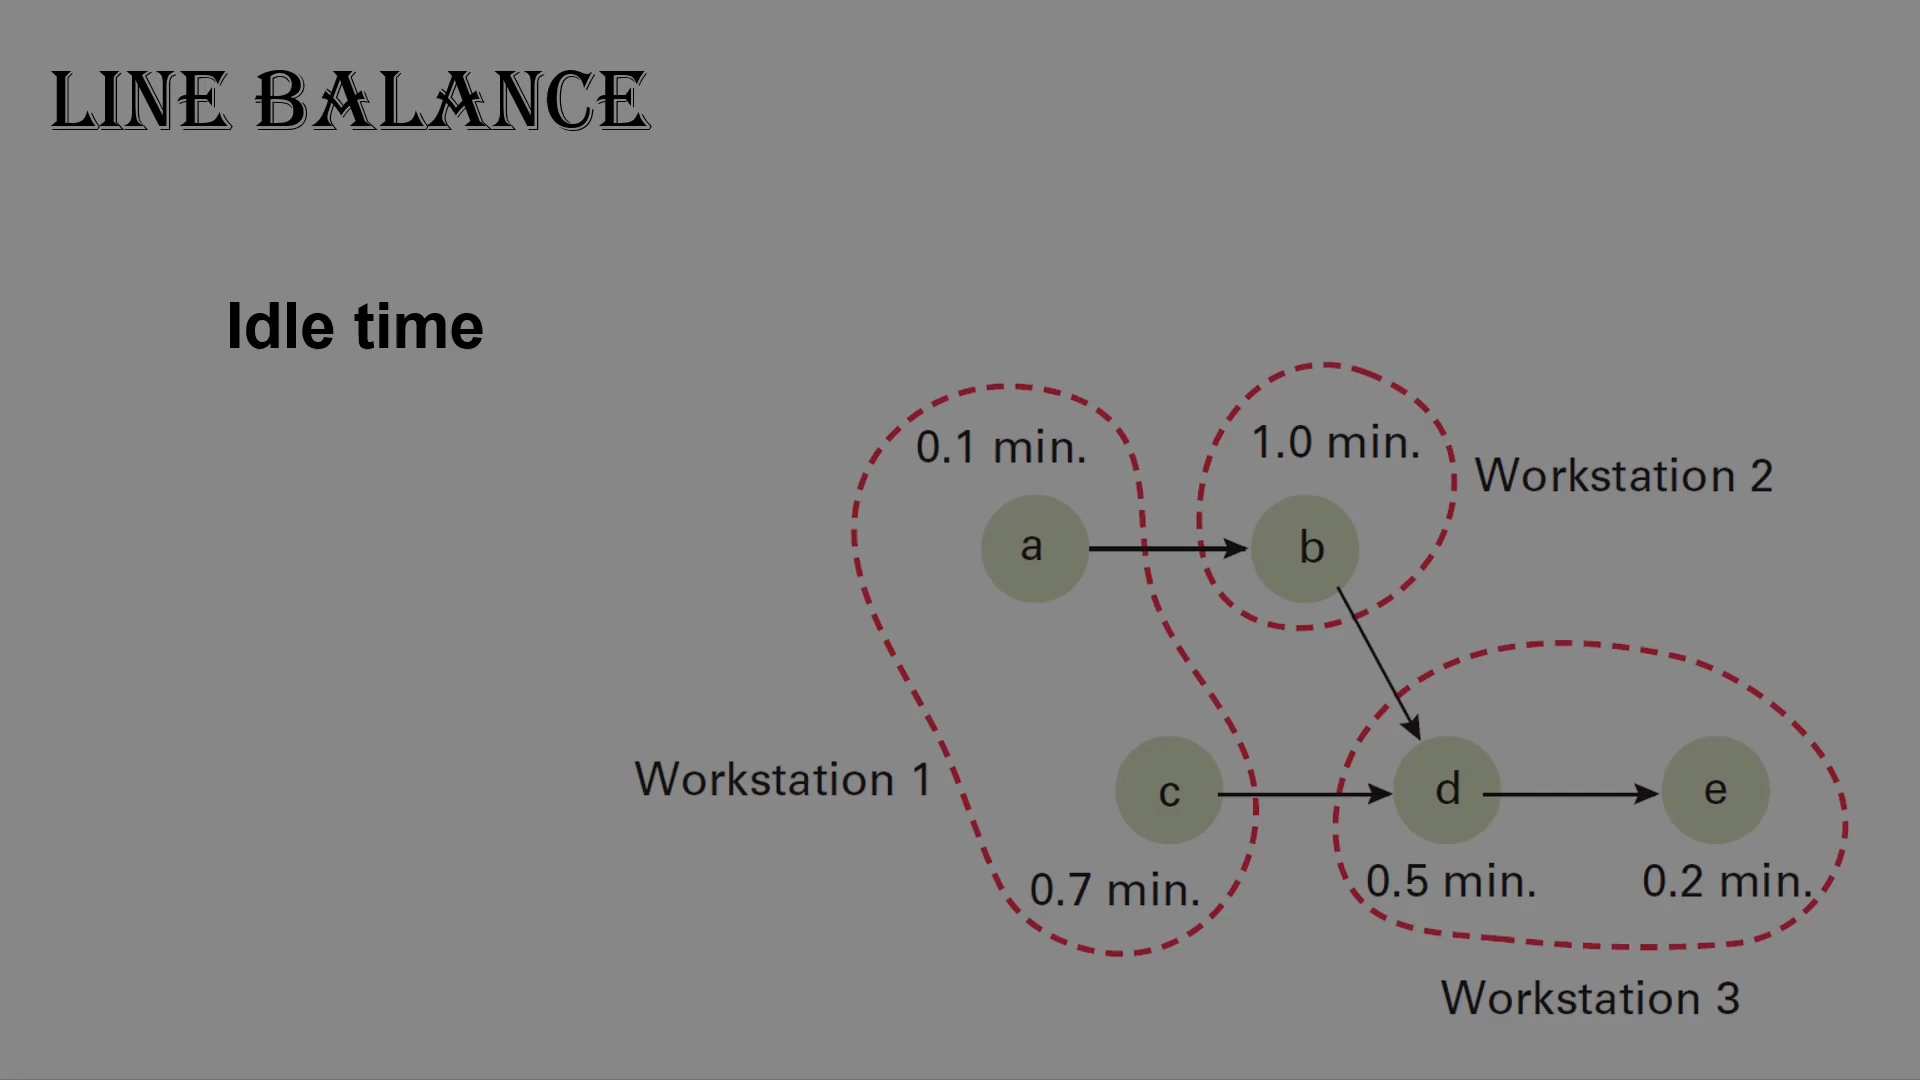 LINE BALANCE
Idle time
0.1 min.
1.0 min.
Workstation 2
a
b
Workstation 1
c
d
e
0.7 min.
0.5 min.
0.2 min.
Workstation 3